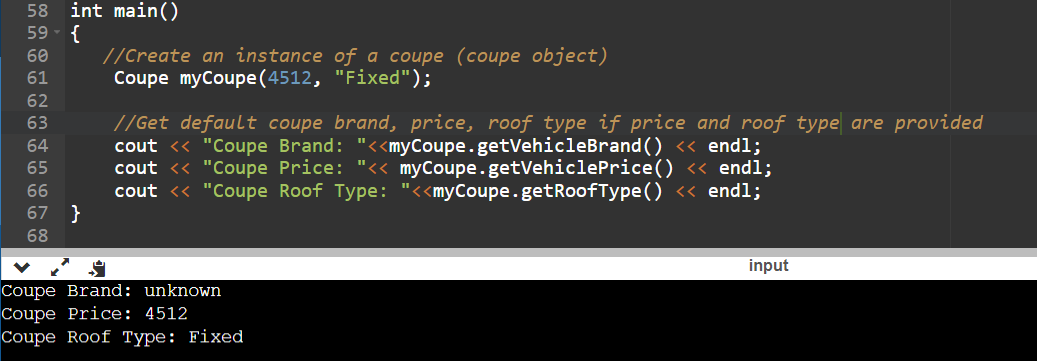 58 int main()
59 {
60 //Create an instance of a coupe (coupe object)
61 Coupe myCoupe(4512, "Fixed");
62
63 //Get default coupe brand, price, roof type if price and roof type are provided
64 cout << "Coupe Brand: "<<myCoupe.getVehicleBrand() << endl;
65 cout << "Coupe Price: "<< myCoupe.getVehiclePrice() << endl;
66 cout << "Coupe Roof Type: "<<myCoupe.getRoofType() << endl;
67 }
68
input
Coupe Brand: unknown
Coupe Price: 4512
Coupe Roof Type: Fixed